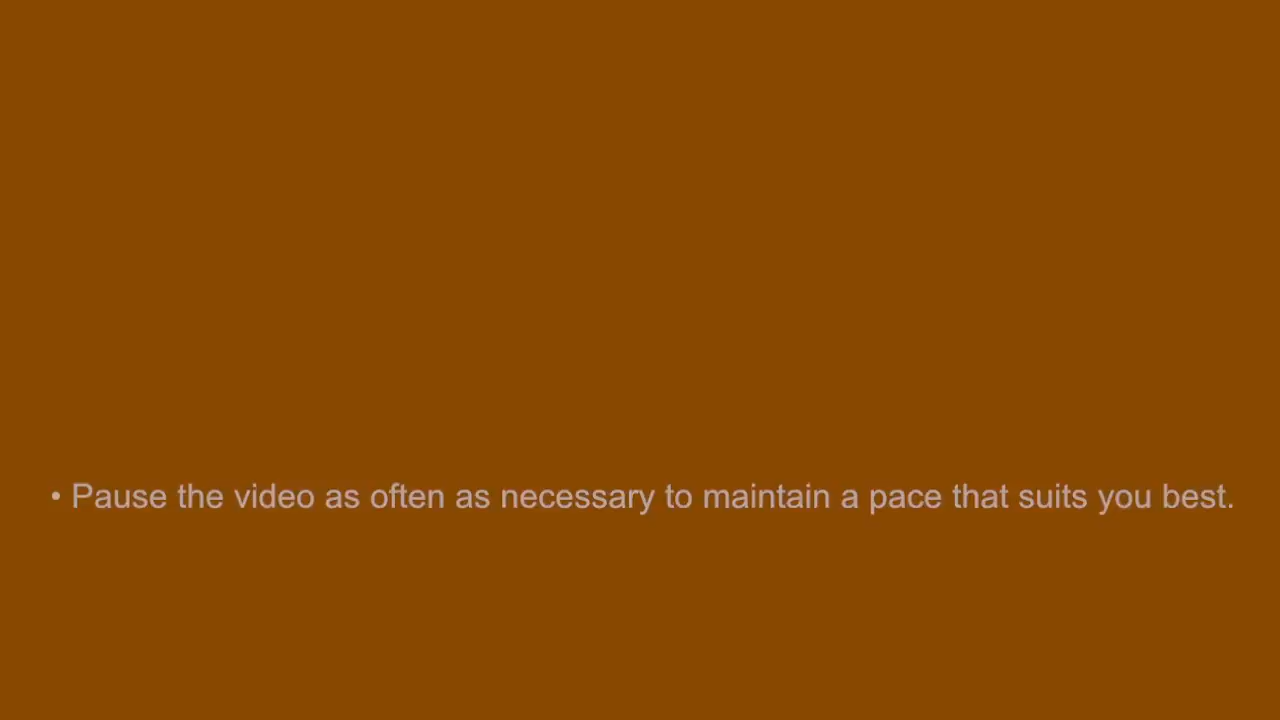 • Pause the video as often as necessary to maintain a pace that suits you best.